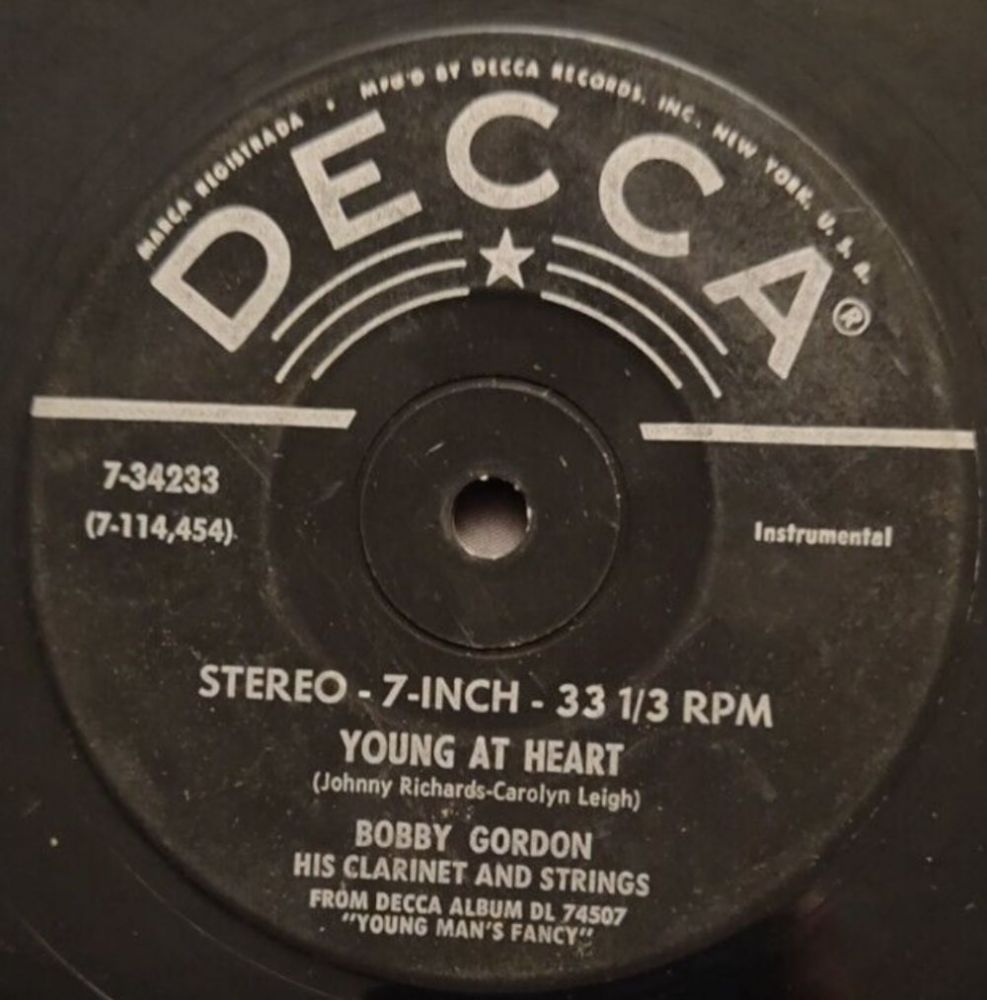 MARCA REGISTRADA • MFG'D BY DECCA RECORDS, INC., NEW YORK, U. S. A.
DECCA ®
7-34233
(7-114,454)
Instrumental
STEREO - 7-INCH - 33 1/3 RPM
YOUNG AT HEART
(Johnny Richards-Carolyn Leigh)
BOBBY GORDON
HIS CLARINET AND STRINGS
FROM DECCA ALBUM DL 74507
"YOUNG MAN'S FANCY"